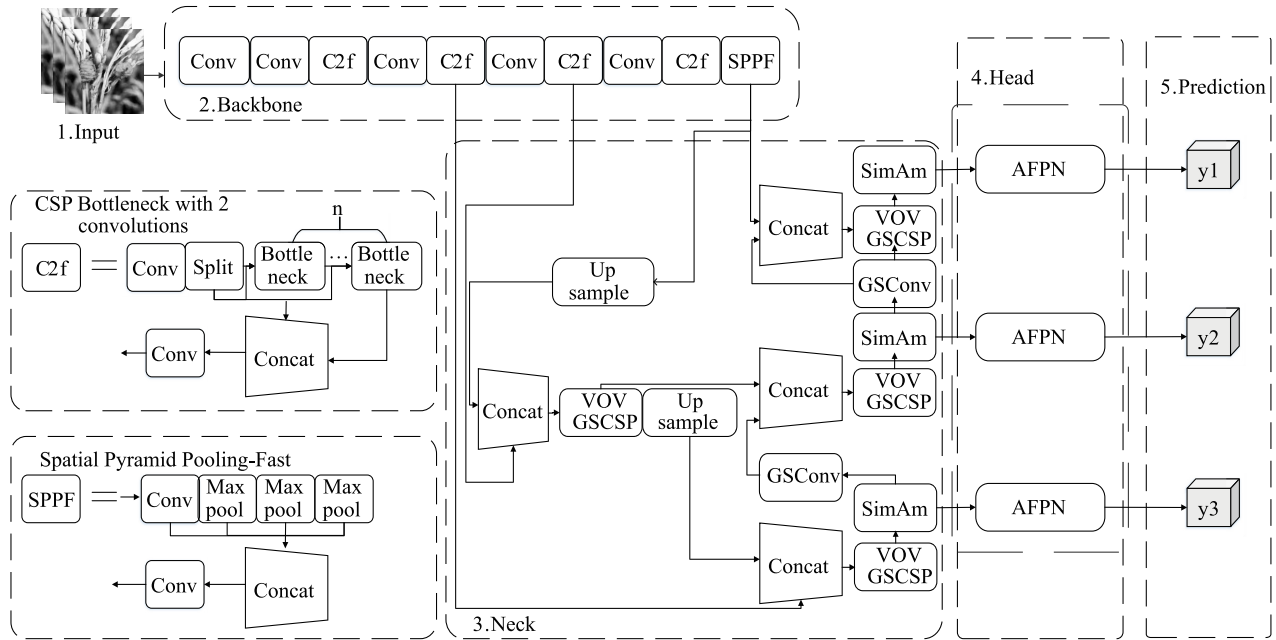 Conv Conv C2f Conv C2f Conv C2f Conv C2f SPPF
2.Backbone
1.Input
4.Head
5.Prediction
CSP Bottleneck with 2
convolutions
n
C2f
Conv
Split
Bottle
neck
...
Bottle
neck
Conv
Concat
Spatial Pyramid Pooling-Fast
SPPF
Conv
Max
pool
Max
pool
Max
pool
Conv
Concat
SimAm
Concat
VOV
GSCSP
Up
sample
GSConv
SimAm
Concat
VOV
GSCSP
Concat
VOV
GSCSP
Up
sample
GSConv
SimAm
Concat
VOV
GSCSP
3.Neck
AFPN
y1
AFPN
y2
AFPN
y3